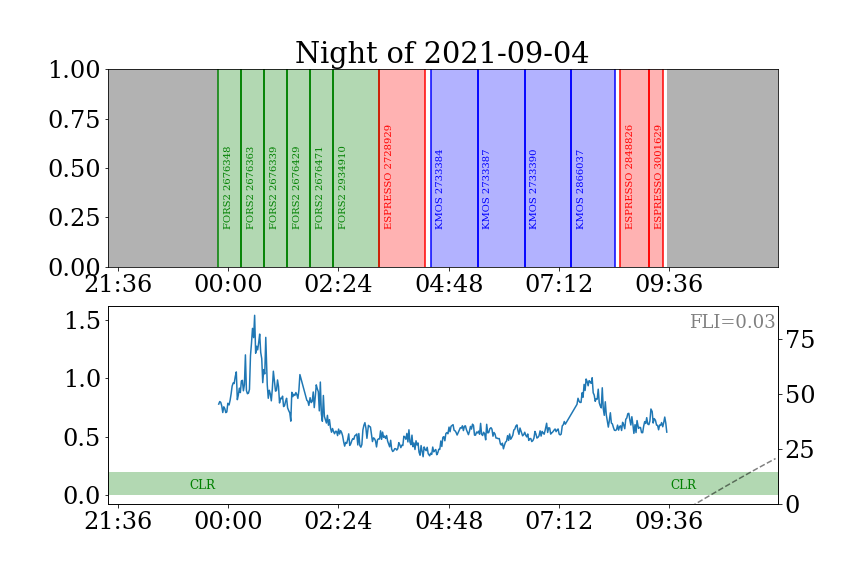 Night of 2021-09-04
1.00
0.75
0.50
0.25
0.00
FORS2 2676348
FORS2 2676363
FORS2 2676339
FORS2 2676429
FORS2 2676471
FORS2 2934910
ESPRESSO 2728929
KMOS 2733384
KMOS 2733387
KMOS 2733390
KMOS 2866037
ESPRESSO 2848826
ESPRESSO 3001629
21:36 00:00 02:24 04:48 07:12 09:36
FLI=0.03
1.5
1.0
0.5
0.0
75
50
25
0
CLR CLR
21:36 00:00 02:24 04:48 07:12 09:36